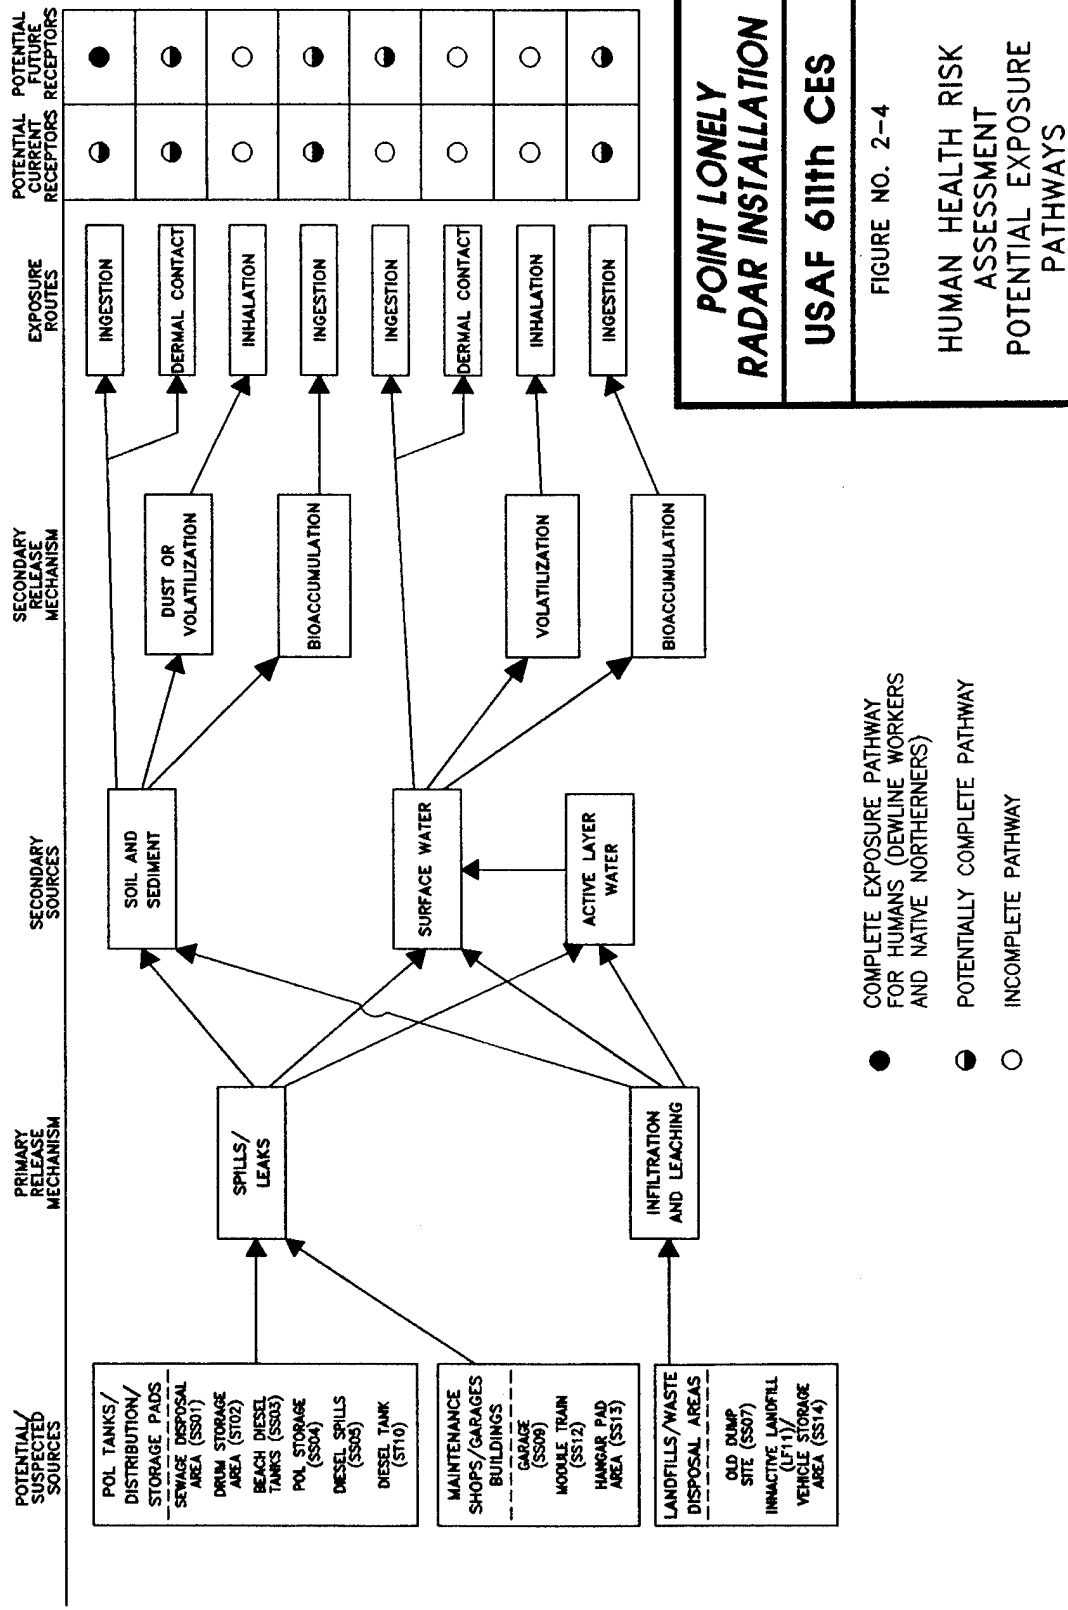 POTENTIAL/
SUSPECTED
SOURCES
PRIMARY
RELEASE
MECHANISM
SECONDARY
SOURCES
SECONDARY
RELEASE
MECHANISM
EXPOSURE
ROUTES
POTENTIAL
CURRENT
RECEPTORS
POTENTIAL
FUTURE
RECEPTORS
POL TANKS/
DISTRIBUTION/
STORAGE PADS
SEWAGE DISPOSAL
AREA (SS01)
DRUM STORAGE
AREA (ST02)
BEACH DIESEL
TANKS (SS03)
POL STORAGE
(SS04)
DIESEL SPILLS
(SS05)
DIESEL TANK
(ST10)
MAINTENANCE
SHOPS/GARAGES
BUILDINGS
GARAGE
(SS09)
MODULE TRAIN
(SS12)
HANGAR PAD
AREA (SS13)
LANDFILLS/WASTE
DISPOSAL AREAS
OLD DUMP
SITE (SS07)
INNACTIVE LANDFILL
(LF11)/
VEHICLE STORAGE
AREA (SS14)
SPILLS/
LEAKS
INFILTRATION
AND LEACHING
SOIL AND
SEDIMENT
SURFACE WATER
ACTIVE LAYER
WATER
DUST OR
VOLATILIZATION
BIOACCUMULATION
VOLATILIZATION
BIOACCUMULATION
INGESTION
DERMAL CONTACT
INHALATION
INGESTION
INGESTION
DERMAL CONTACT
INHALATION
INGESTION
COMPLETE EXPOSURE PATHWAY
FOR HUMANS (DEWLINE WORKERS
AND NATIVE NORTHERNERS)
POTENTIALLY COMPLETE PATHWAY
INCOMPLETE PATHWAY
POINT LONELY
RADAR INSTALLATION
USAF 611th CES
FIGURE NO. 2-4
HUMAN HEALTH RISK
ASSESSMENT
POTENTIAL EXPOSURE
PATHWAYS